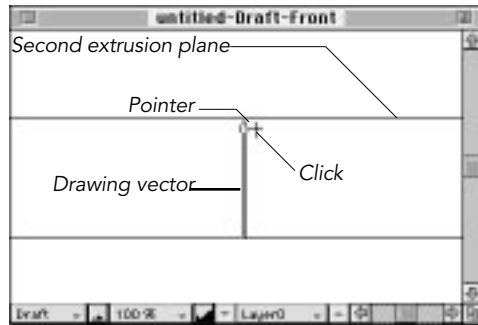 untitled-Draft-Front
Second extrusion plane
Pointer
Click
Drawing vector
Draft 100% Layer0